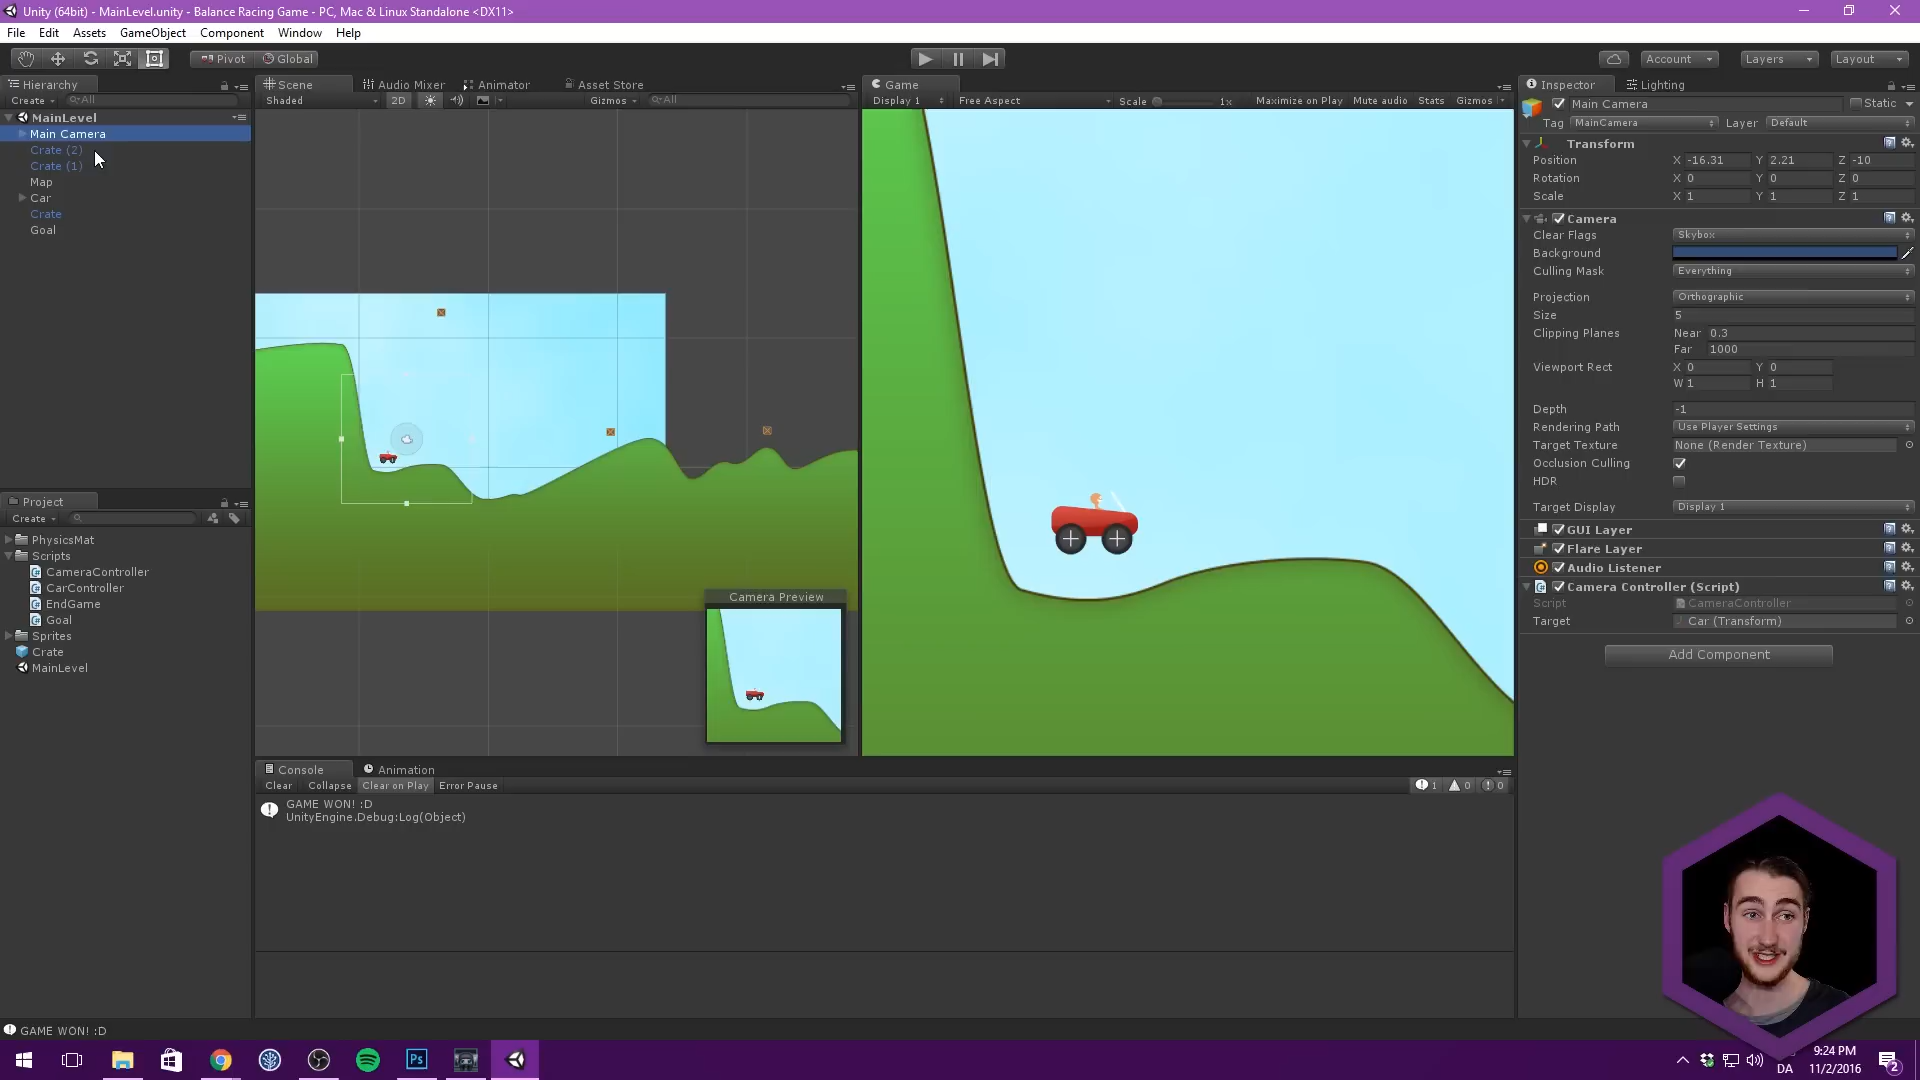 Unity (64bit) - MainLevel.unity - Balance Racing Game - PC, Mac & Linux Standalone <DX11>
File Edit Assets GameObject Component Window Help
Pivot Global Account Layers Layout
Hierarchy
Create All
MainLevel
Main Camera
Crate (2)
Crate (1)
Map
Car
Crate
Goal
Project
Create
PhysicsMat
Scripts
CameraController
CarController
EndGame
Goal
Sprites
Crate
MainLevel
Scene Audio Mixer Animator Asset Store
Shaded 2D Gizmos All
Camera Preview
Game
Display 1 Free Aspect Scale 1x Maximize on Play Mute audio Stats Gizmos
Console Animation
Clear Collapse Clear on Play Error Pause 1 0 0
GAME WON! :D
UnityEngine.Debug:Log(Object)
Inspector Lighting
Main Camera Static
Tag MainCamera Layer Default
Transform
Position X -16.31 Y 2.21 Z -10
Rotation X 0 Y 0 Z 0
Scale X 1 Y 1 Z 1
Camera
Clear Flags Skybox
Background
Culling Mask Everything
Projection Orthographic
Size 5
Clipping Planes Near 0.3
Far 1000
Viewport Rect X 0 Y 0
W 1 H 1
Depth -1
Rendering Path Use Player Settings
Target Texture None (Render Texture)
Occlusion Culling
HDR
Target Display Display 1
GUI Layer
Flare Layer
Audio Listener
Camera Controller (Script)
Script CameraController
Target Car (Transform)
Add Component
GAME WON! :D
Ps
DA
9:24 PM
11/2/2016
2